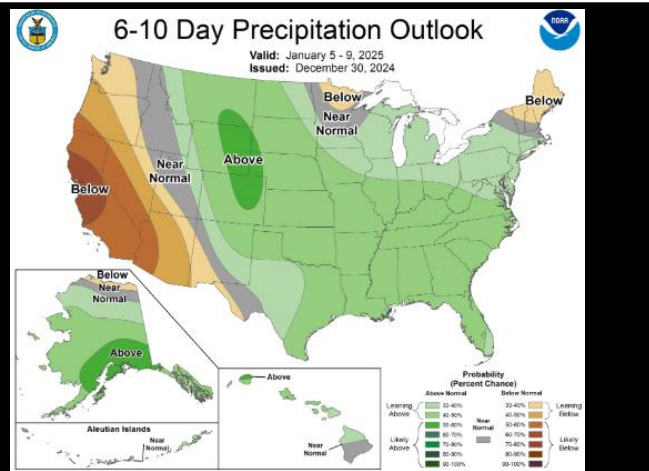 6-10 Day Precipitation Outlook
NOAA
Valid: January 5 - 9, 2025
Issued: December 30, 2024
Below
Near
Normal
Below
Near
Normal
Above
Below
Below
Near
Normal
Above
Aleutian Islands
Near
Normal
Above
Near
Normal
Probability
(Percent Chance)
Above Normal
Below Normal
Leaning
Above
33-40%
40-50%
Likely
Above
50-60%
60-70%
70-80%
80-90%
90-100%
Near
Normal
33-40%
40-50%
Leaning
Below
50-60%
60-70%
70-80%
80-90%
90-100%
Likely
Below